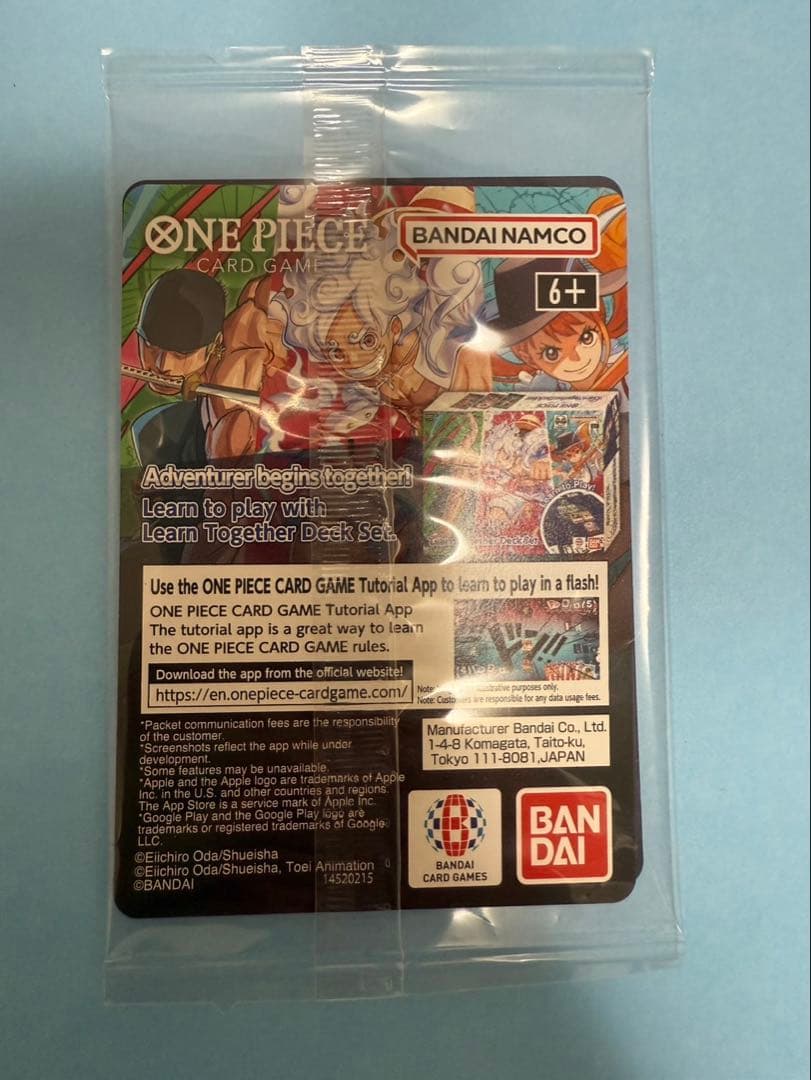 ONE PIECE
CARD GAME
BANDAI NAMCO
6+
Adventurer begins together!
Learn to play with
Learn Together Deck Set.
Use the ONE PIECE CARD GAME Tutorial App to learn to play in a flash!
ONE PIECE CARD GAME Tutorial App
The tutorial app is a great way to learn
the ONE PIECE CARD GAME rules.
Download the app from the official website!
https://en.onepiece-cardgame.com/
Note: illustrative purposes only.
Note: Customers are responsible for any data usage fees.
*Packet communication fees are the responsibility
of the customer.
*Screenshots reflect the app while under
development.
*Some features may be unavailable.
*Apple and the Apple logo are trademarks of Apple
Inc. in the U.S. and other countries and regions.
The App Store is a service mark of Apple Inc.
*Google Play and the Google Play logo are
trademarks or registered trademarks of Google
LLC.
©Eiichiro Oda/Shueisha
©Eiichiro Oda/Shueisha, Toei Animation
©BANDAI
14520215
Manufacturer Bandai Co., Ltd.
1-4-8 Komagata, Taito-ku,
Tokyo 111-8081,JAPAN
BANDAI
CARD GAMES
BAN
DAI